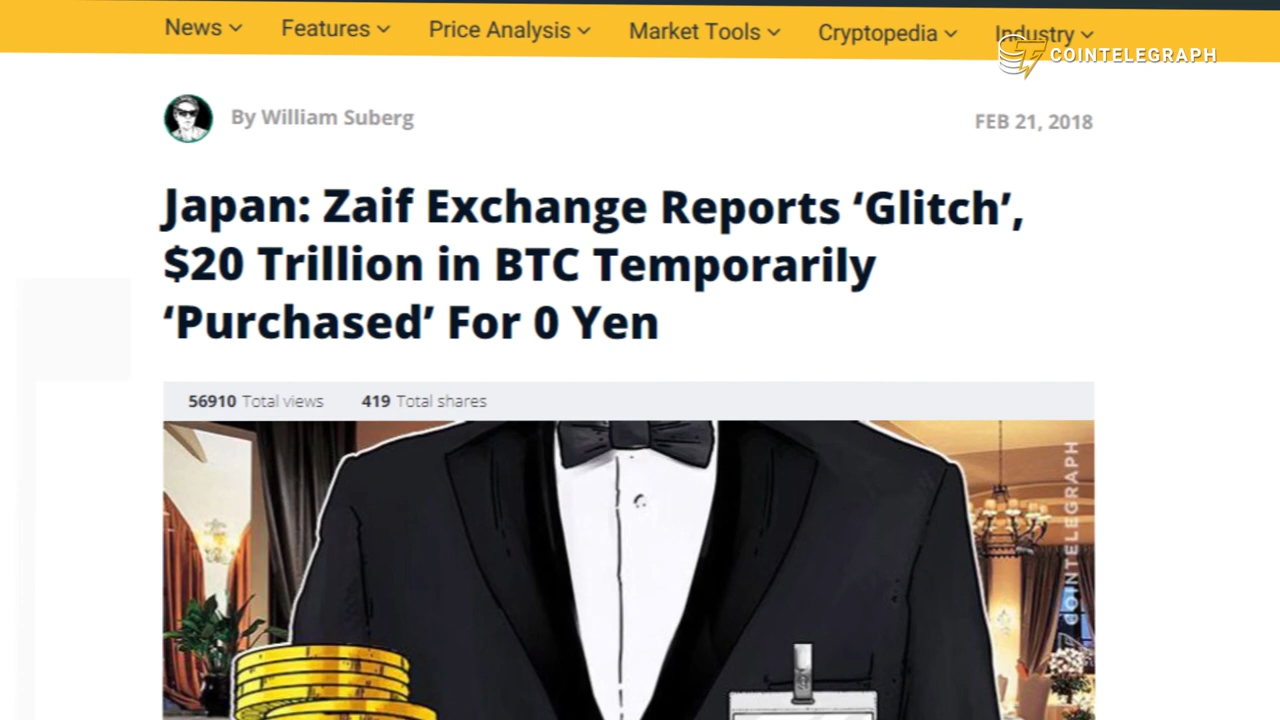 News Features Price Analysis Market Tools Cryptopedia Industry
COINTELEGRAPH
By William Suberg FEB 21, 2018
Japan: Zaif Exchange Reports ‘Glitch’,
$20 Trillion in BTC Temporarily
‘Purchased’ For 0 Yen
56910 Total views 419 Total shares
COINTELEGRAPH